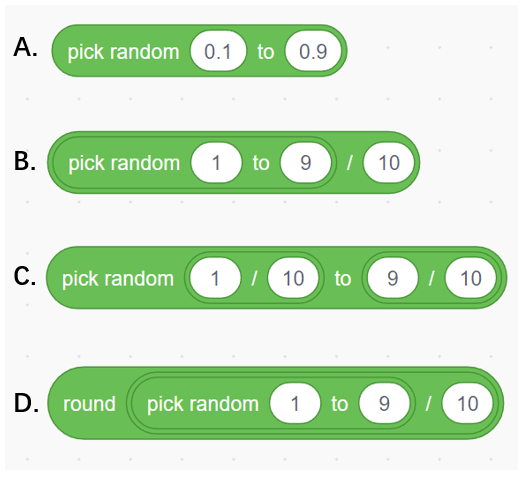 A. pick random 0.1 to 0.9
B. pick random 1 to 9 / 10
C. pick random 1 / 10 to 9 / 10
D. round pick random 1 to 9 / 10